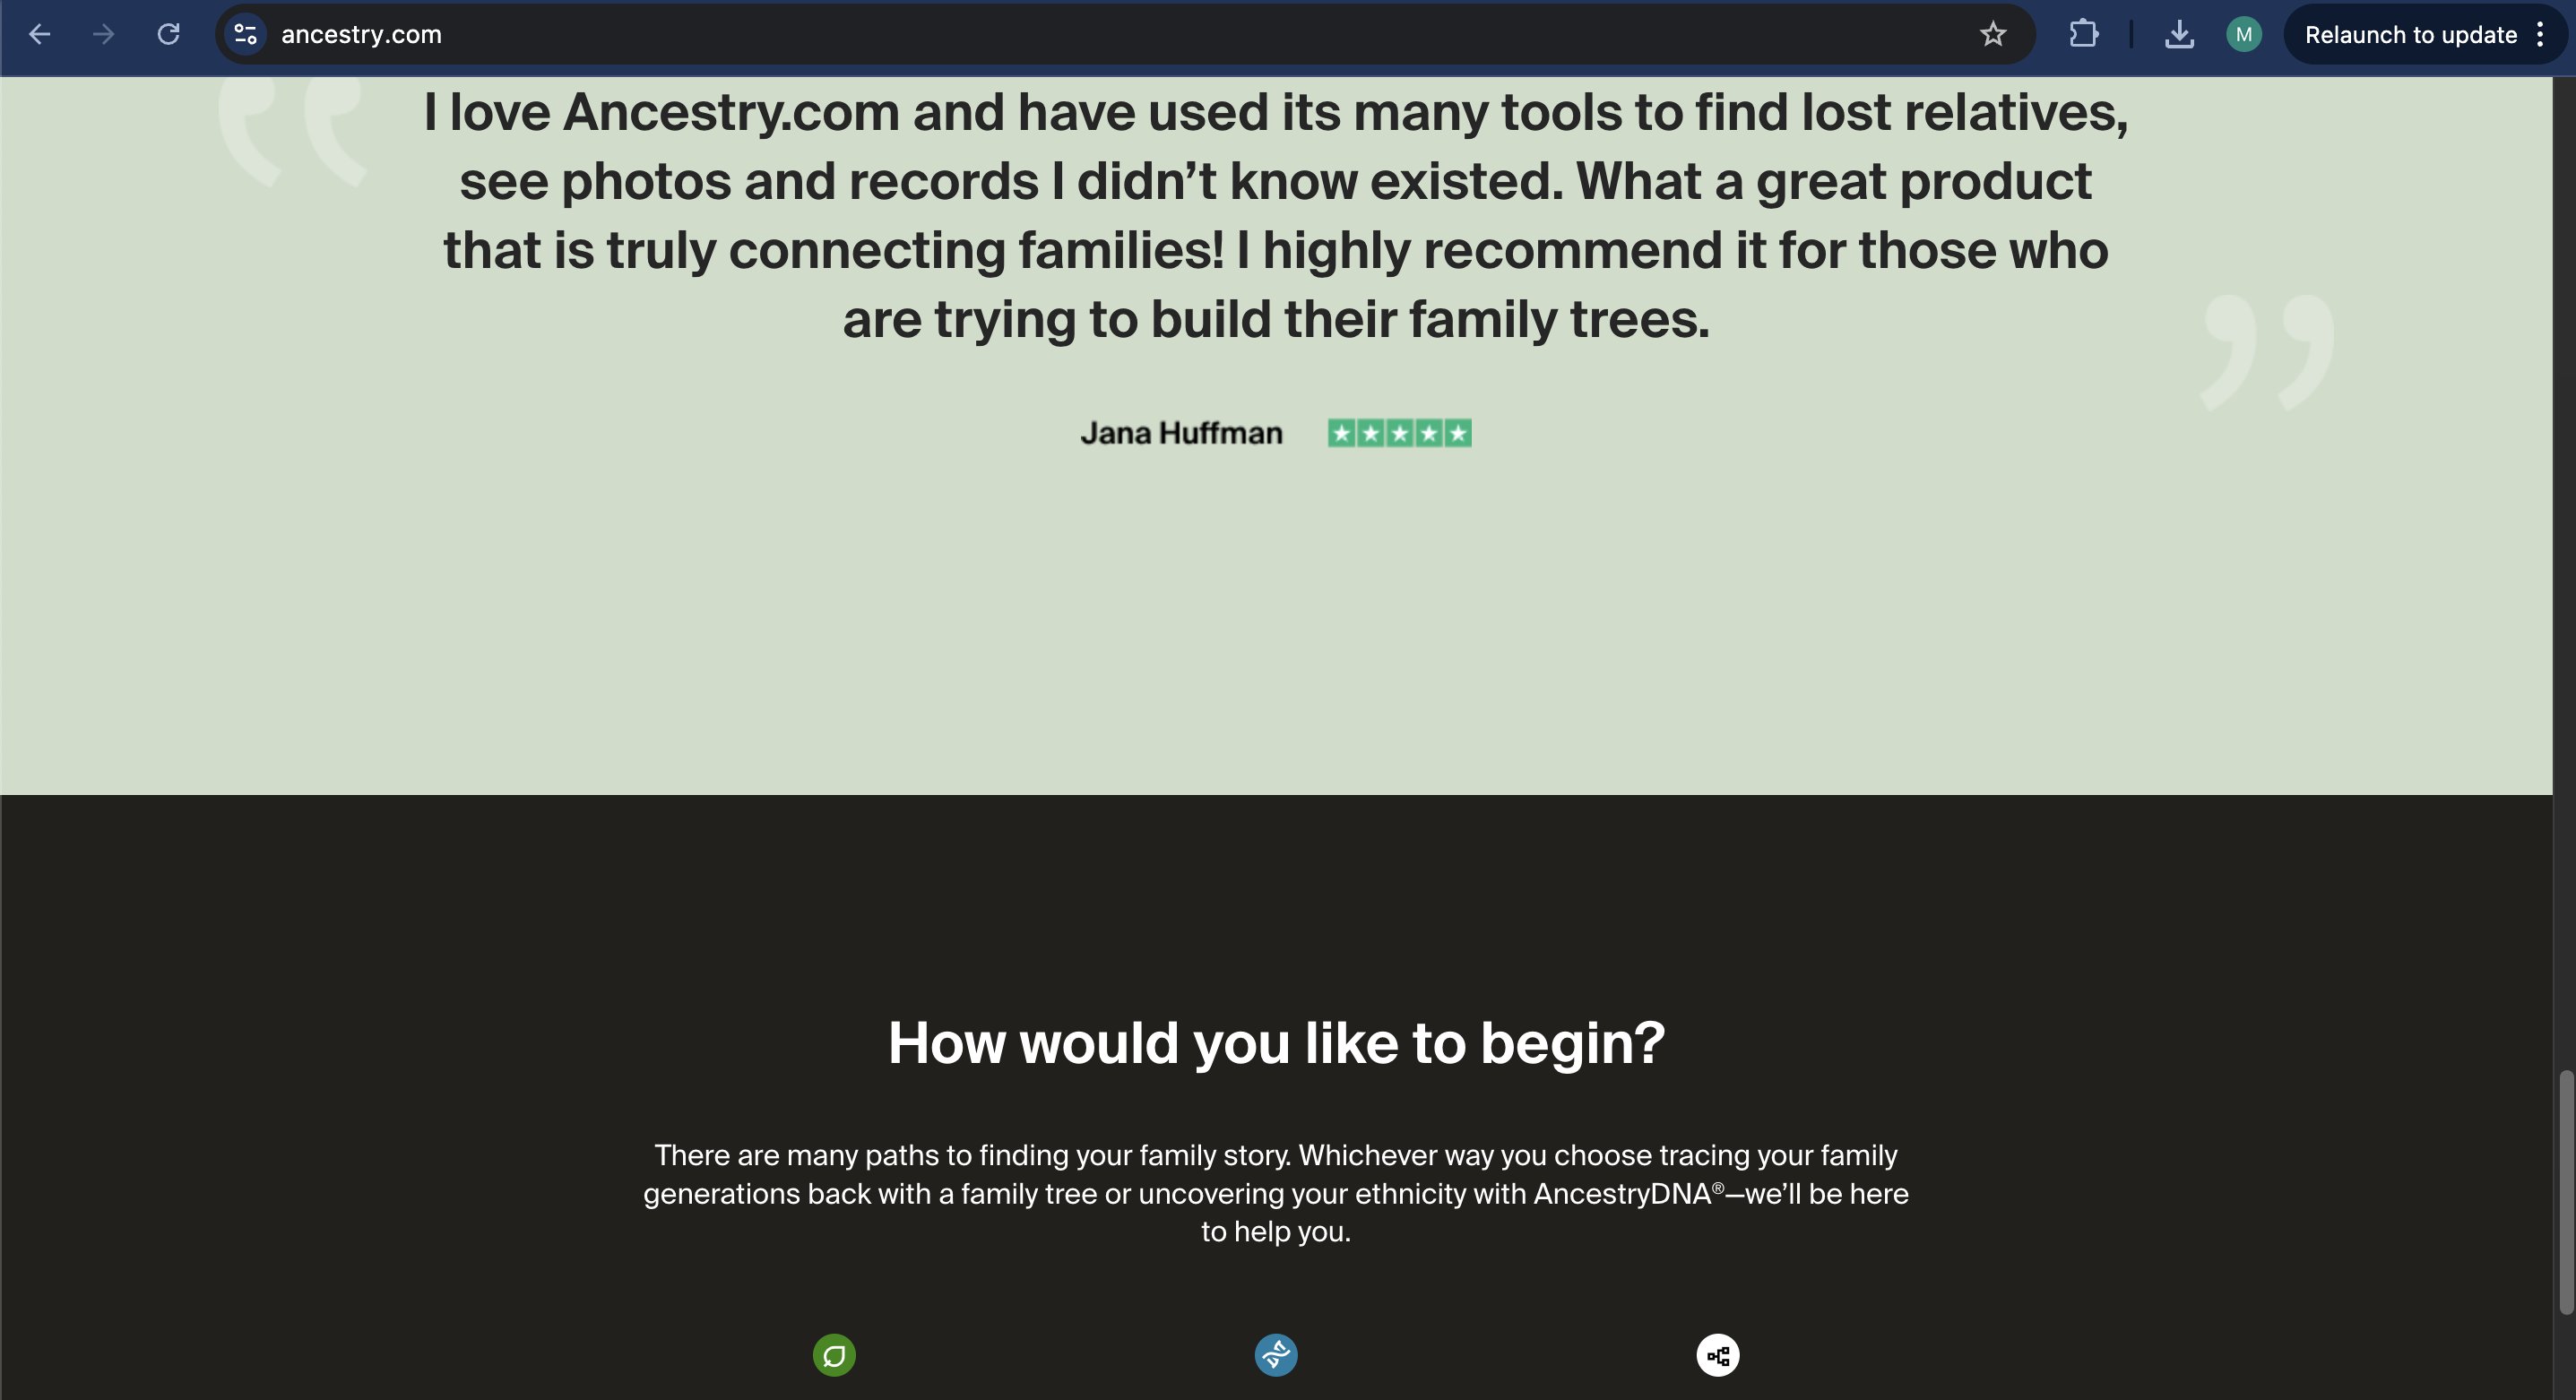 ancestry.com
M
Relaunch to update
I love Ancestry.com and have used its many tools to find lost relatives,
see photos and records I didn’t know existed. What a great product
that is truly connecting families! I highly recommend it for those who
are trying to build their family trees.
Jana Huffman
How would you like to begin?
There are many paths to finding your family story. Whichever way you choose tracing your family
generations back with a family tree or uncovering your ethnicity with AncestryDNA®—we’ll be here
to help you.